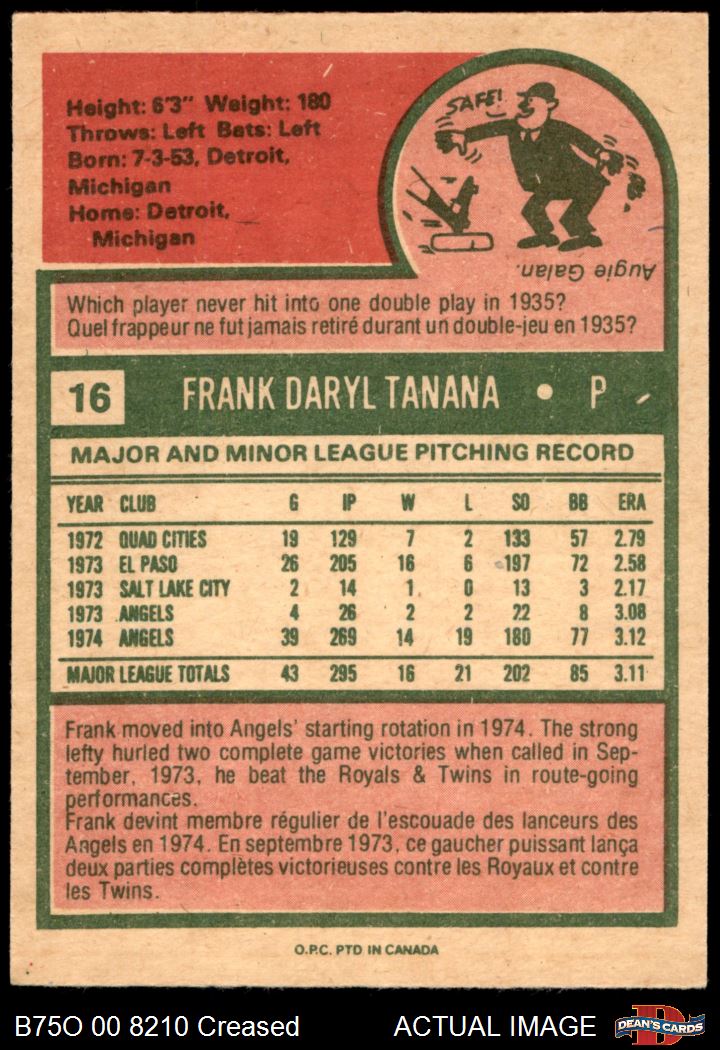 Height: 6'3" Weight: 180
Throws: Left Bats: Left
Born: 7-3-53, Detroit,
Michigan
Home: Detroit,
Michigan
SAFE!
Augie Galan.
Which player never hit into one double play in 1935?
Quel frappeur ne fut jamais retiré durant un double-jeu en 1935?
16 FRANK DARYL TANANA • P
MAJOR AND MINOR LEAGUE PITCHING RECORD
YEAR CLUB G IP W L SO BB ERA
1972 QUAD CITIES 19 129 7 2 133 57 2.79
1973 EL PASO 26 205 16 6 197 72 2.58
1973 SALT LAKE CITY 2 14 1 0 13 3 2.17
1973 ANGELS 4 26 2 2 22 8 3.08
1974 ANGELS 39 269 14 19 180 77 3.12
MAJOR LEAGUE TOTALS 43 295 16 21 202 85 3.11
Frank moved into Angels' starting rotation in 1974. The strong
lefty hurled two complete game victories when called in Sep-
tember, 1973, he beat the Royals & Twins in route-going
performances.
Frank devint membre régulier de l'escouade des lanceurs des
Angels en 1974. En septembre 1973, ce gaucher puissant lança
deux parties complètes victorieuses contre les Royaux et contre
les Twins.
O.P.C. PTD IN CANADA
B75O 00 8210 Creased ACTUAL IMAGE
DEAN'S CARDS